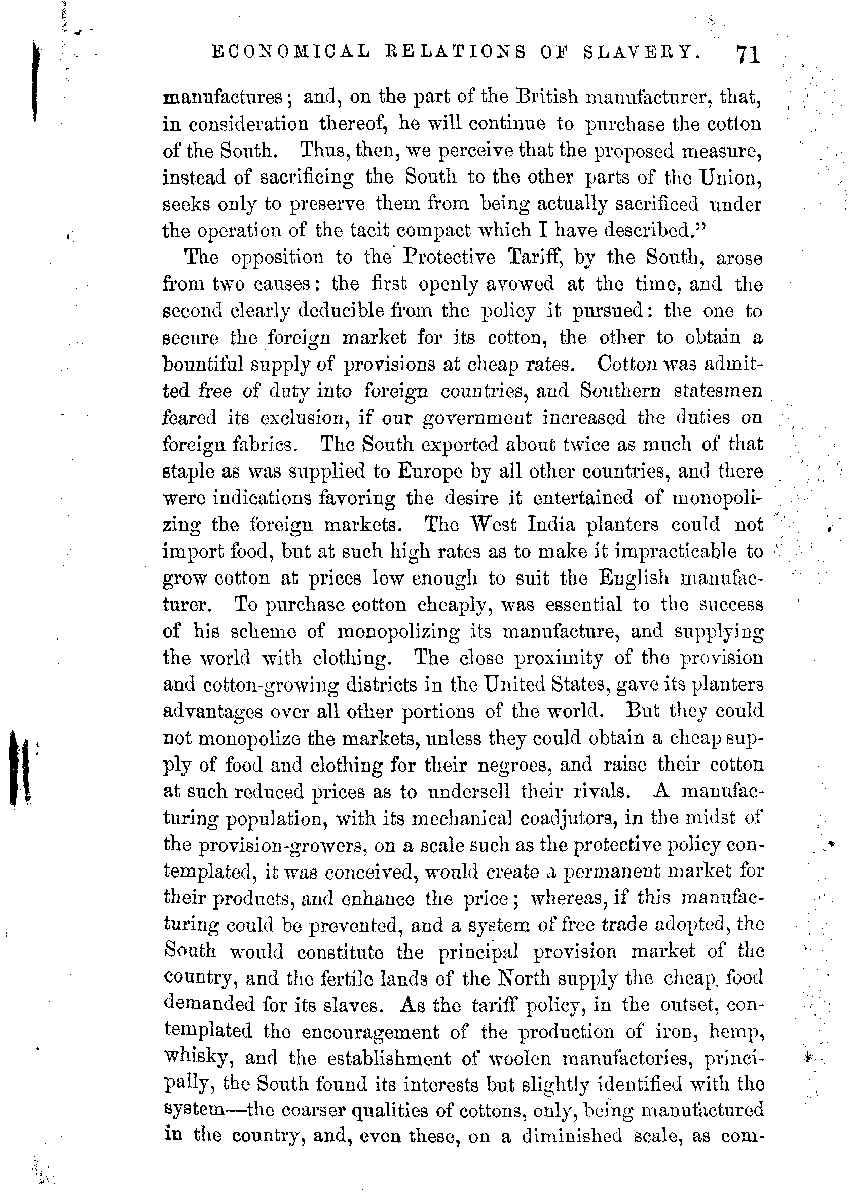 ECONOMICAL RELATIONS OF SLAVERY. 71
manufactures; and, on the part of the British manufacturer, that,
in consideration thereof, he will continue to purchase the cotton
of the South. Thus, then, we perceive that the proposed measure,
instead of sacrificing the South to the other parts of the Union,
seeks only to preserve them from being actually sacrificed under
the operation of the tacit compact which I have described."
The opposition to the Protective Tariff, by the South, arose
from two causes: the first openly avowed at the time, and the
second clearly deducible from the policy it pursued: the one to
secure the foreign market for its cotton, the other to obtain a
bountiful supply of provisions at cheap rates. Cotton was admit-
ted free of duty into foreign countries, and Southern statesmen
feared its exclusion, if our government increased the duties on
foreign fabrics. The South exported about twice as much of that
staple as was supplied to Europe by all other countries, and there
were indications favoring the desire it entertained of monopoli-
zing the foreign markets. The West India planters could not
import food, but at such high rates as to make it impracticable to
grow cotton at prices low enough to suit the English manufac-
turer. To purchase cotton cheaply, was essential to the success
of his scheme of monopolizing its manufacture, and supplying
the world with clothing. The close proximity of the provision
and cotton-growing districts in the United States, gave its planters
advantages over all other portions of the world. But they could
not monopolize the markets, unless they could obtain a cheap sup-
ply of food and clothing for their negroes, and raise their cotton
at such reduced prices as to undersell their rivals. A manufac-
turing population, with its mechanical coadjutors, in the midst of
the provision-growers, on a scale such as the protective policy con-
templated, it was conceived, would create a permanent market for
their products, and enhance the price; whereas, if this manufac-
turing could be prevented, and a system of free trade adopted, the
South would constitute the principal provision market of the
country, and the fertile lands of the North supply the cheap food
demanded for its slaves. As the tariff policy, in the outset, con-
templated the encouragement of the production of iron, hemp,
whisky, and the establishment of woolen manufactories, princi-
pally, the South found its interests but slightly identified with the
system—the coarser qualities of cottons, only, being manufactured
in the country, and, even these, on a diminished scale, as com-